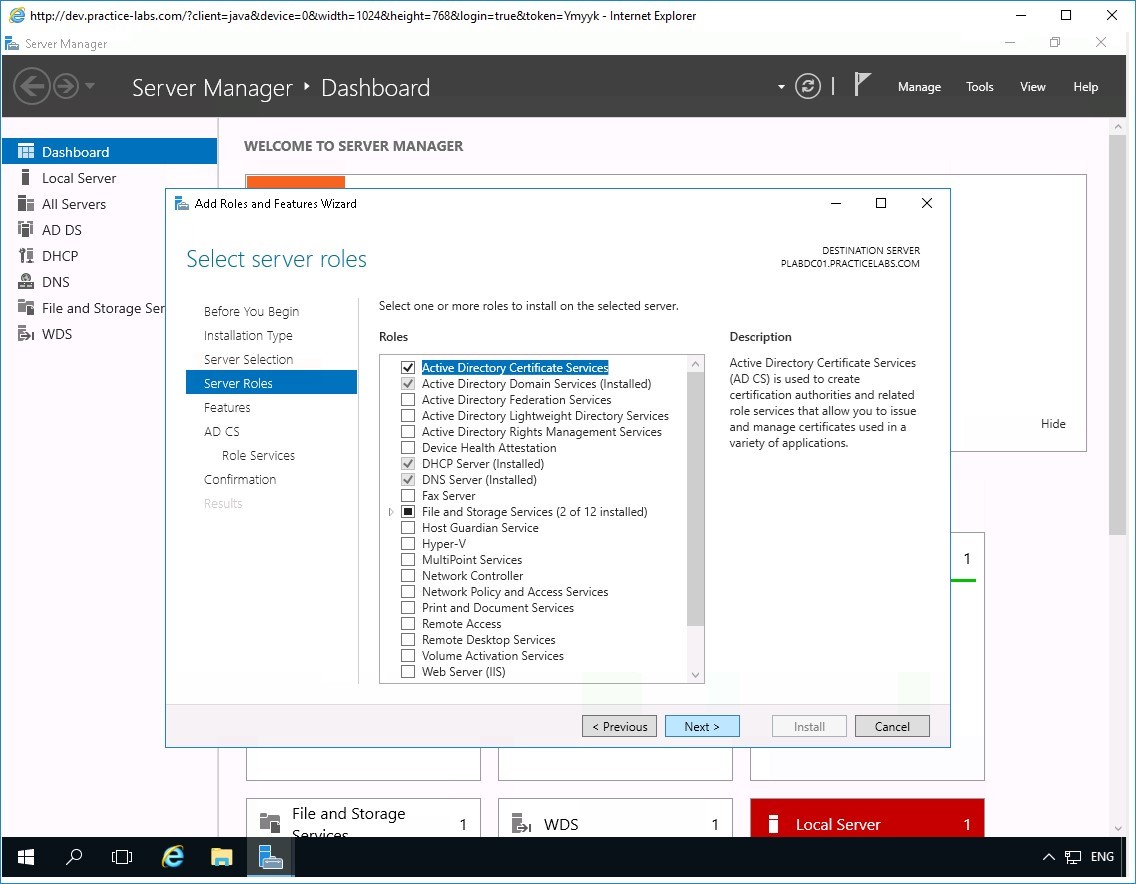 http://dev.practice-labs.com/?client=java&device=0&width=1024&height=768&login=true&token=Ymyyk - Internet Explorer
Server Manager
Server Manager ‣ Dashboard
Manage Tools View Help
Dashboard
Local Server
All Servers
AD DS
DHCP
DNS
File and Storage Ser
WDS
WELCOME TO SERVER MANAGER
Add Roles and Features Wizard
Select server roles
DESTINATION SERVER
PLABDC01.PRACTICELABS.COM
Before You Begin
Installation Type
Server Selection
Server Roles
Features
AD CS
Role Services
Confirmation
Results
Select one or more roles to install on the selected server.
Roles
Active Directory Certificate Services
Active Directory Domain Services (Installed)
Active Directory Federation Services
Active Directory Lightweight Directory Services
Active Directory Rights Management Services
Device Health Attestation
DHCP Server (Installed)
DNS Server (Installed)
Fax Server
File and Storage Services (2 of 12 installed)
Host Guardian Service
Hyper-V
MultiPoint Services
Network Controller
Network Policy and Access Services
Print and Document Services
Remote Access
Remote Desktop Services
Volume Activation Services
Web Server (IIS)
Description
Active Directory Certificate Services
(AD CS) is used to create
certification authorities and related
role services that allow you to issue
and manage certificates used in a
variety of applications.
Hide
1
< Previous Next > Install Cancel
File and Storage
Services
1
WDS 1
Local Server 1
ENG